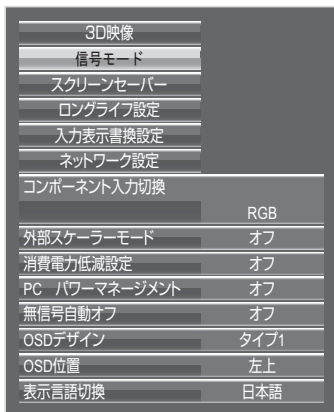 3D映像
信号モード
スクリーンセーバー
ロングライフ設定
入力表示書換設定
ネットワーク設定
コンポーネント入力切換
RGB
外部スケーラーモード オフ
消費電力低減設定 オフ
PC パワーマネージメント オフ
無信号自動オフ オフ
OSDデザイン タイプ1
OSD位置 左上
表示言語切換 日本語